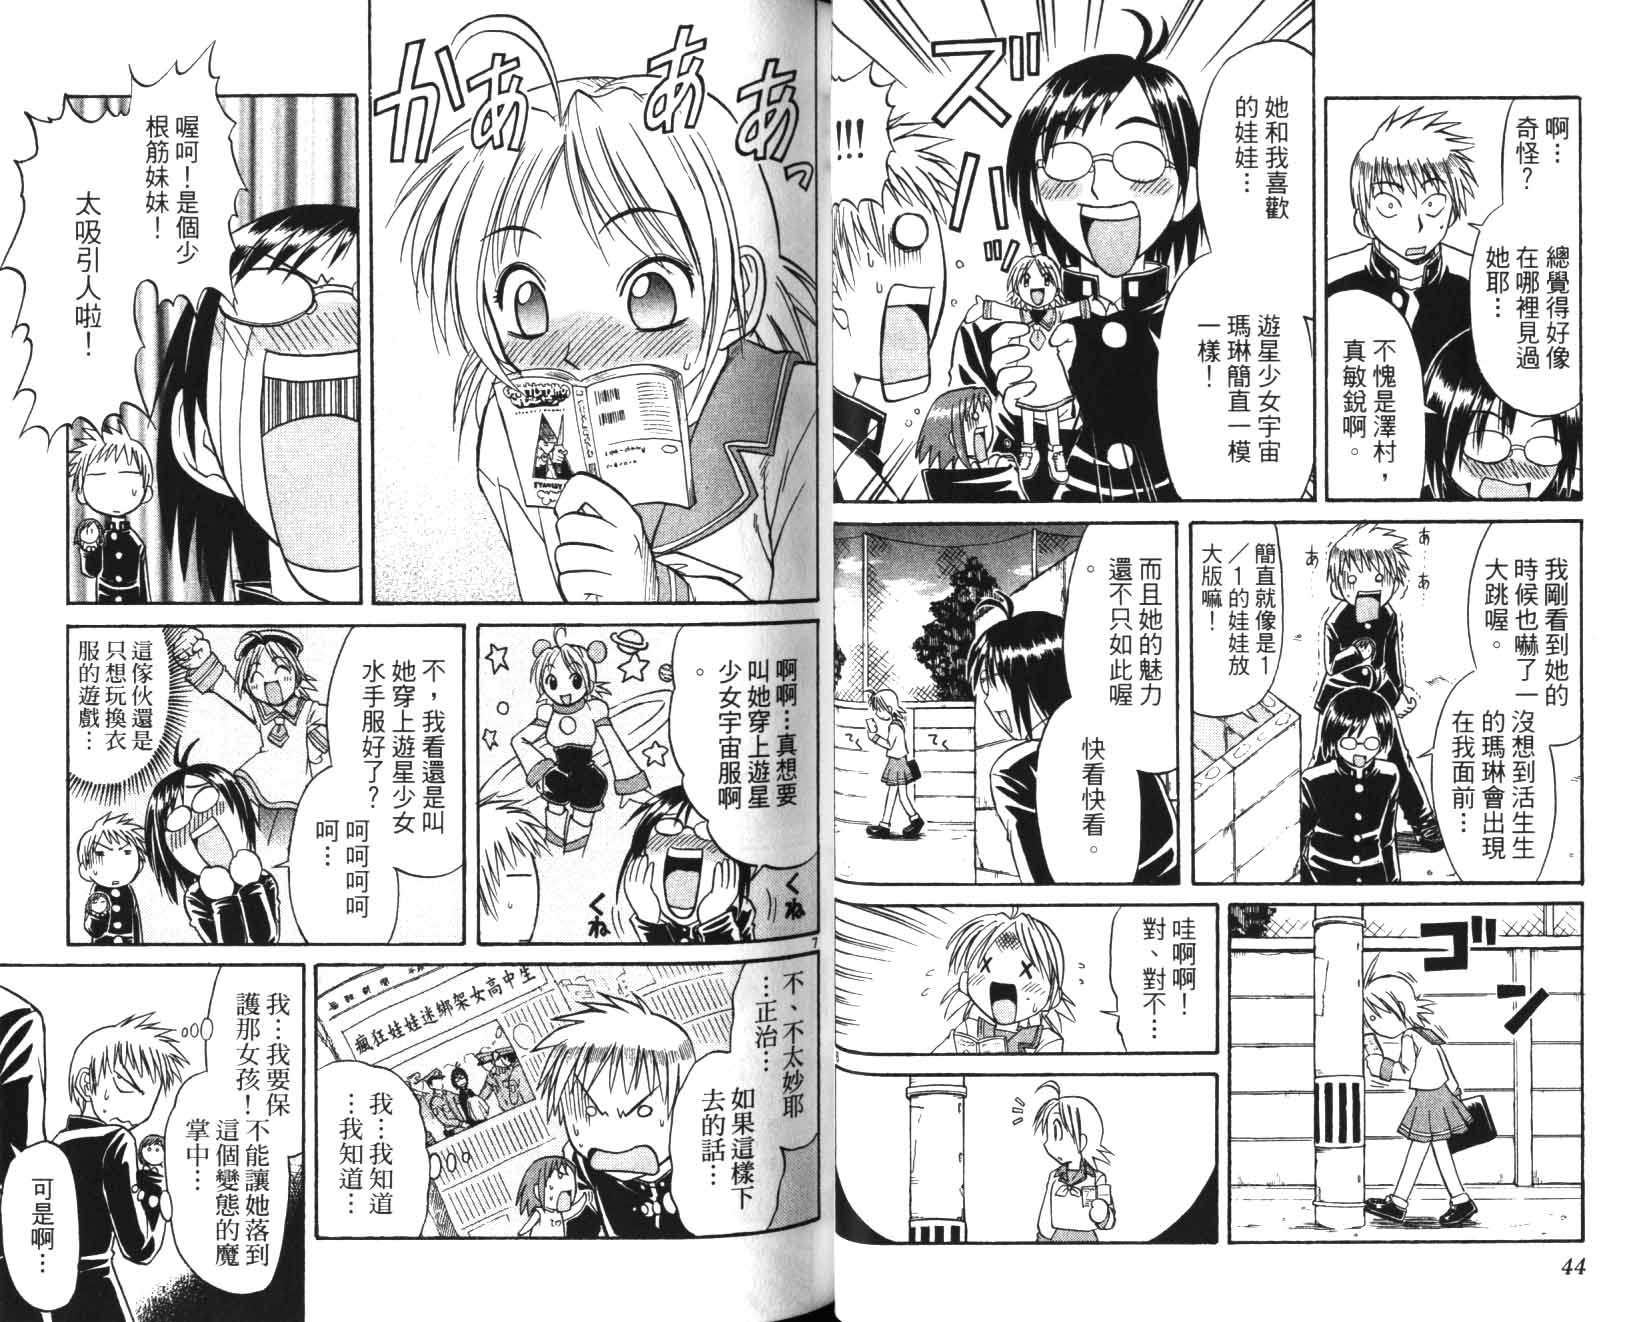 啊…
奇怪？
總覺得好像
在哪裡見過
她耶…
不愧是澤村，
真敏銳啊。
ズズッ
她和我喜歡
的娃娃…
遊星少女宇宙
瑪琳簡直一模
一樣！
!!!
我剛看到她的
時候也嚇了一
大跳喔。
沒想到活生生
的瑪琳會出現
在我面前…
あ
あ
あ
簡直就像是1
／1的娃娃放
大版嘛！
而且她的魅力
還不只如此喔
。
快看快看。
ゴン
哇啊啊！
對、對不…
44
かぁぁぁぁっ
喔呵！是個少
根筋妹妹！
太吸引人啦！
啊啊…真想要
叫她穿上遊星
少女宇宙服啊
。
くね
くね
不，我看還是叫
她穿上遊星少女
水手服好了？
呵呵呵呵
呵…
這傢伙還是
只想玩換衣
服的遊戲…
7
不、不太妙耶
…正治…
如果這樣下
去的話…
瘋狂娃娃迷綁架女高中生
我…我知道
…我知道…
我…我要保
護那女孩！
不能讓她落到
這個變態的魔
掌中…
可是啊…